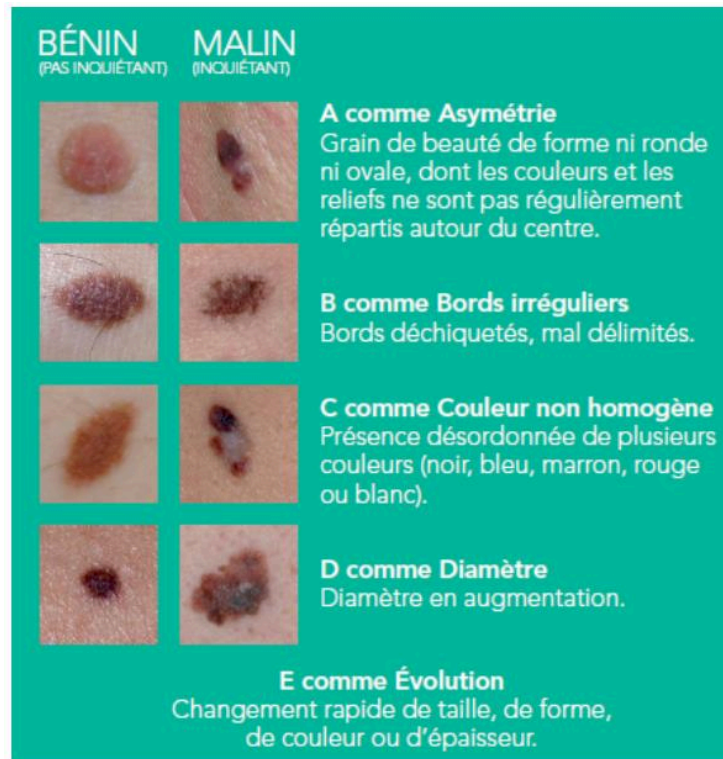 BÉNIN
(PAS INQUIÉTANT)
MALIN
(INQUIÉTANT)
A comme Asymétrie
Grain de beauté de forme ni ronde
ni ovale, dont les couleurs et les
reliefs ne sont pas régulièrement
répartis autour du centre.
B comme Bords irréguliers
Bords déchiquetés, mal délimités.
C comme Couleur non homogène
Présence désordonnée de plusieurs
couleurs (noir, bleu, marron, rouge
ou blanc).
D comme Diamètre
Diamètre en augmentation.
E comme Évolution
Changement rapide de taille, de forme,
de couleur ou d'épaisseur.